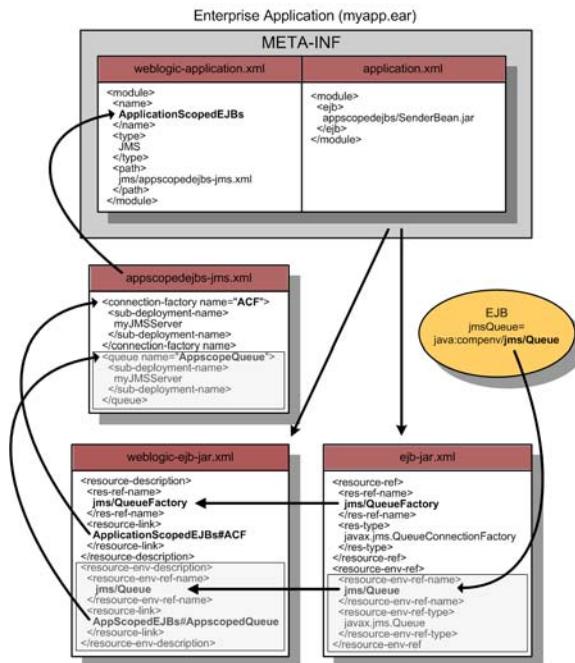 Enterprise Application (myapp.ear)
META-INF
weblogic-application.xml
<module>
<name>
ApplicationScopedEJBs
</name>
<type>
JMS
</type>
<path>
jms/appscopedejbs-jms.xml
</path>
</module>
application.xml
<module>
<ejb>
appscopedejbs/SenderBean.jar
</ejb>
</module>
appscopedejbs-jms.xml
<connection-factory name="ACF">
<sub-deployment-name>
myJMSServer
</sub-deployment-name>
</connection-factory name>
<queue name="AppscopeQueue">
<sub-deployment-name>
myJMSServer
</sub-deployment-name>
</queue>
EJB
jmsQueue=
java:compenv/jms/Queue
weblogic-ejb-jar.xml
<resource-description>
<res-ref-name>
jms/QueueFactory
</res-ref-name>
<resource-link>
ApplicationScopedEJBs#ACF
</resource-link>
</resource-description>
<resource-env-description>
<resource-env-ref-name>
jms/Queue
</resource-env-ref-name>
<resource-link>
AppScopedEJBs#AppscopedQueue
</resource-link>
</resource-env-description>
ejb-jar.xml
<resource-ref>
<res-ref-name>
jms/QueueFactory
</res-ref-name>
<res-type>
javax.jms.QueueConnectionFactory
</res-type>
</resource-ref>
<resource-env-ref>
<resource-env-ref-name>
jms/Queue
</resource-env-ref-name>
<resource-env-ref-type>
javax.jms.Queue
</resource-env-ref-type>
</resource-env-ref